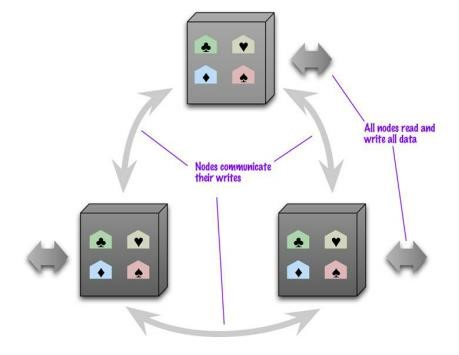 All nodes read and
write all data
Nodes communicate
their writes